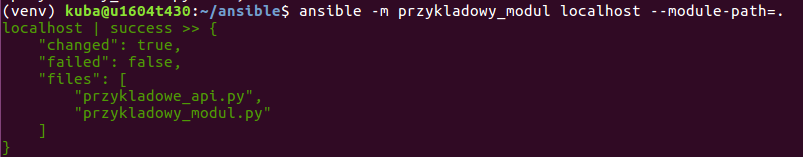 (venv) kuba@u1604t430:~/ansible$ ansible -m przykladowy_modul localhost --module-path=.
localhost | success >> {
    "changed": true,
    "failed": false,
    "files": [
        "przykladowe_api.py",
        "przykladowy_modul.py"
    ]
}